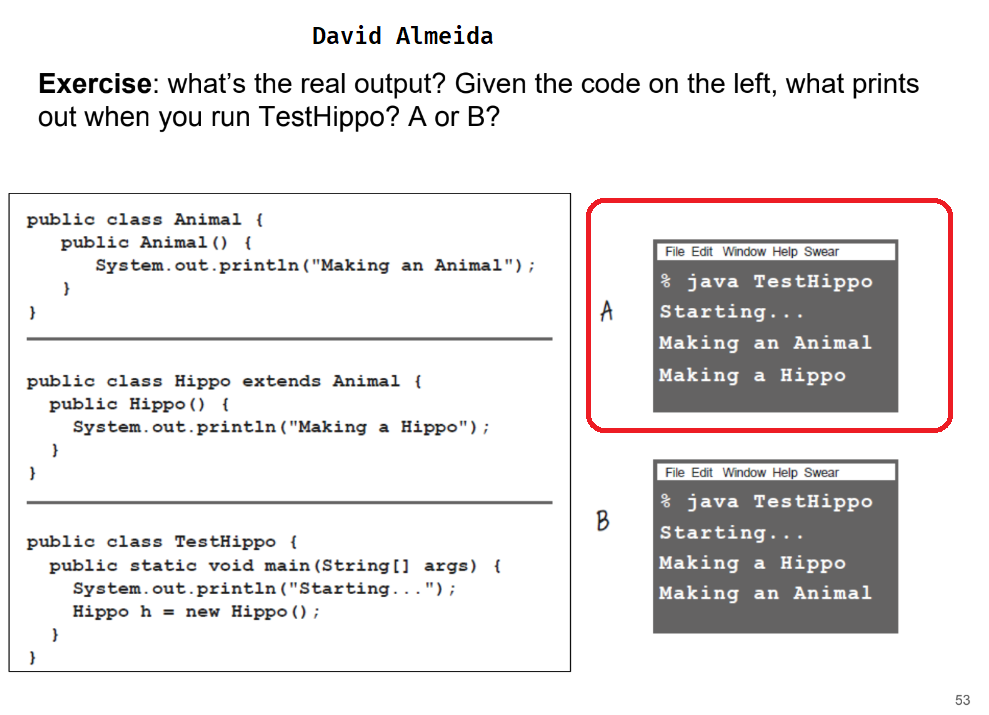 David Almeida
Exercise: what’s the real output? Given the code on the left, what prints
out when you run TestHippo? A or B?
public class Animal {
public Animal() {
System.out.println("Making an Animal");
}
}
public class Hippo extends Animal {
public Hippo() {
System.out.println("Making a Hippo");
}
}
public class TestHippo {
public static void main(String[] args) {
System.out.println("Starting...");
Hippo h = new Hippo();
}
}
A
File Edit Window Help Swear
% java TestHippo
Starting...
Making an Animal
Making a Hippo
B
File Edit Window Help Swear
% java TestHippo
Starting...
Making a Hippo
Making an Animal
53